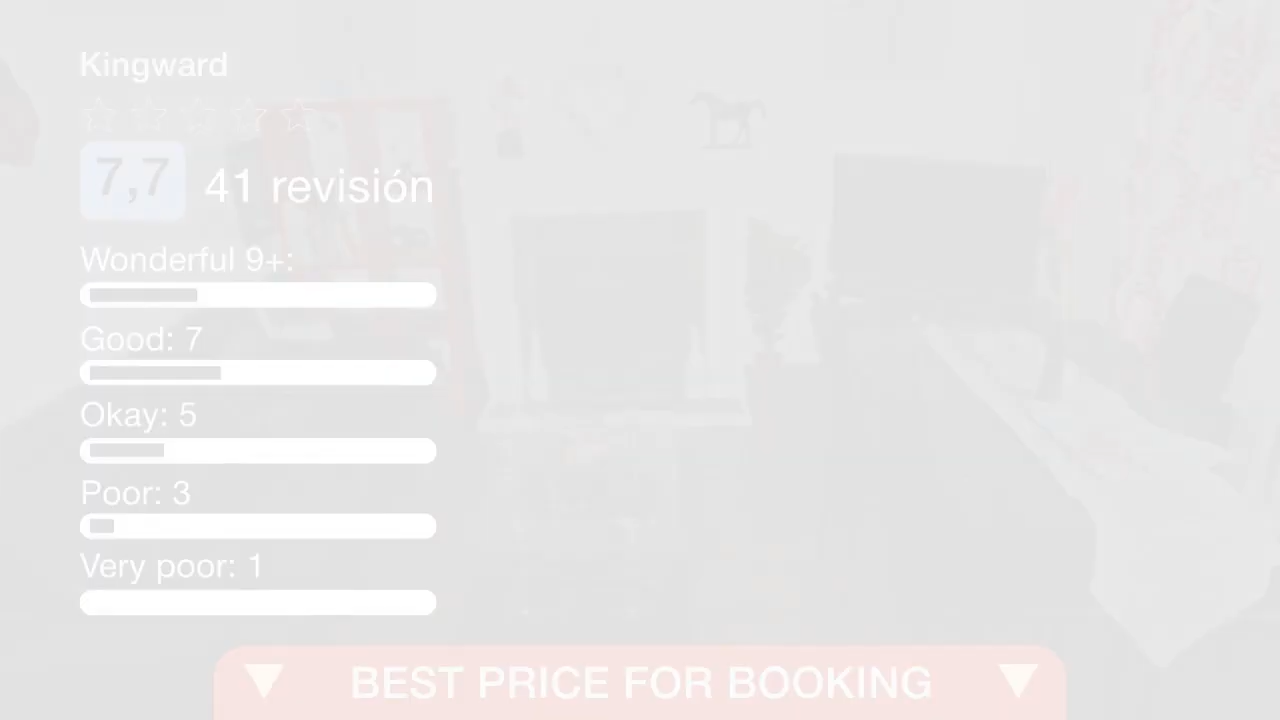 Kingward
7,7 41 revisión
Wonderful 9+:
Good: 7
Okay: 5
Poor: 3
Very poor: 1
BEST PRICE FOR BOOKING